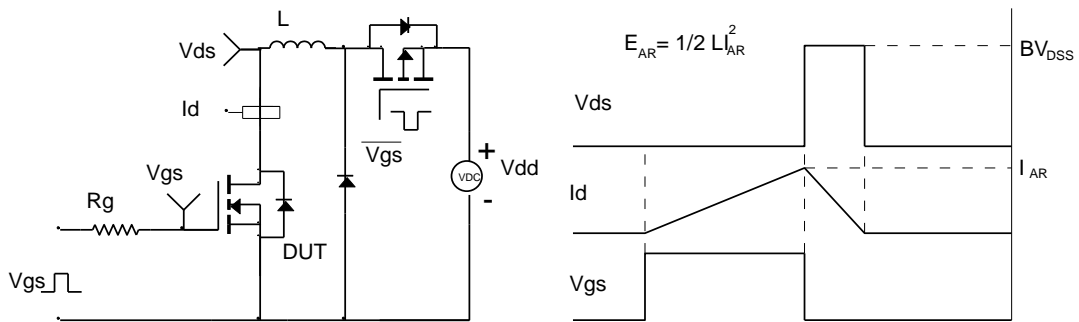 L
Vds
Id
Vgs
Vgs
+
VDC
Vdd
-
Rg
DUT
Vgs
E_AR = 1/2 LI_AR^2
BV_DSS
Vds
I_AR
Id
Vgs